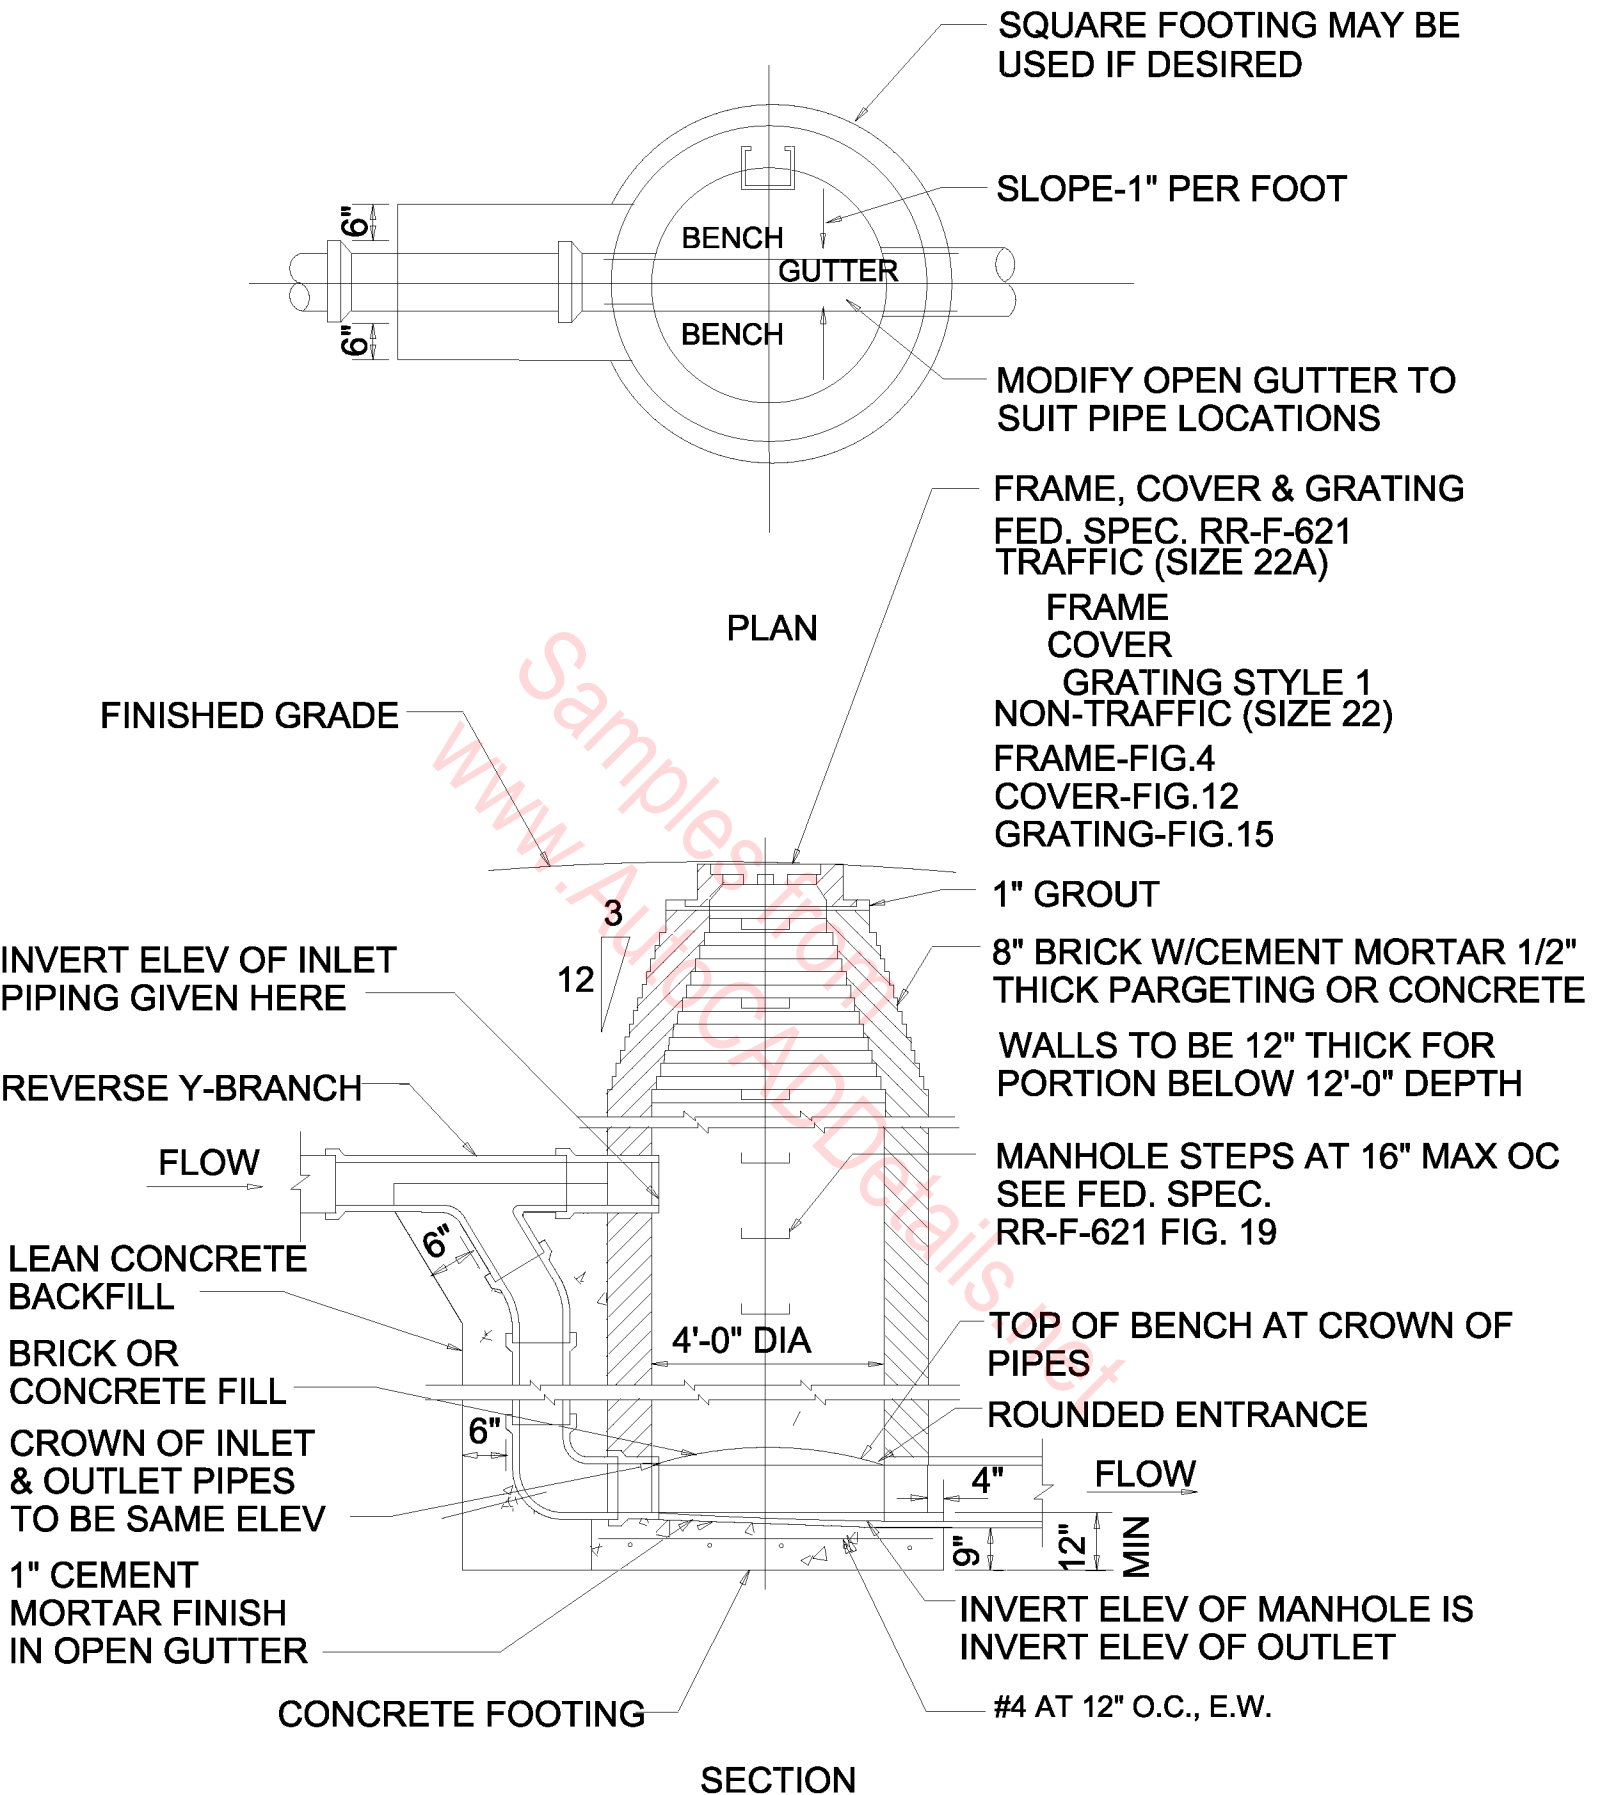 SQUARE FOOTING MAY BE
USED IF DESIRED
SLOPE-1" PER FOOT
6"
BENCH
GUTTER
BENCH
6"
MODIFY OPEN GUTTER TO
SUIT PIPE LOCATIONS
FRAME, COVER & GRATING
FED. SPEC. RR-F-621
TRAFFIC (SIZE 22A)
FRAME
COVER
GRATING STYLE 1
NON-TRAFFIC (SIZE 22)
FRAME-FIG.4
COVER-FIG.12
GRATING-FIG.15
PLAN
Samples from
www.AutoCADDetails.net
FINISHED GRADE
1" GROUT
3
12
8" BRICK W/CEMENT MORTAR 1/2"
THICK PARGETING OR CONCRETE
INVERT ELEV OF INLET
PIPING GIVEN HERE
WALLS TO BE 12" THICK FOR
PORTION BELOW 12'-0" DEPTH
REVERSE Y-BRANCH
FLOW
MANHOLE STEPS AT 16" MAX OC
SEE FED. SPEC.
RR-F-621 FIG. 19
6"
LEAN CONCRETE
BACKFILL
4'-0" DIA
TOP OF BENCH AT CROWN OF
PIPES
BRICK OR
CONCRETE FILL
ROUNDED ENTRANCE
6"
CROWN OF INLET
& OUTLET PIPES
TO BE SAME ELEV
4"
FLOW
9"
12"
MIN
1" CEMENT
MORTAR FINISH
IN OPEN GUTTER
INVERT ELEV OF MANHOLE IS
INVERT ELEV OF OUTLET
CONCRETE FOOTING
#4 AT 12" O.C., E.W.
SECTION